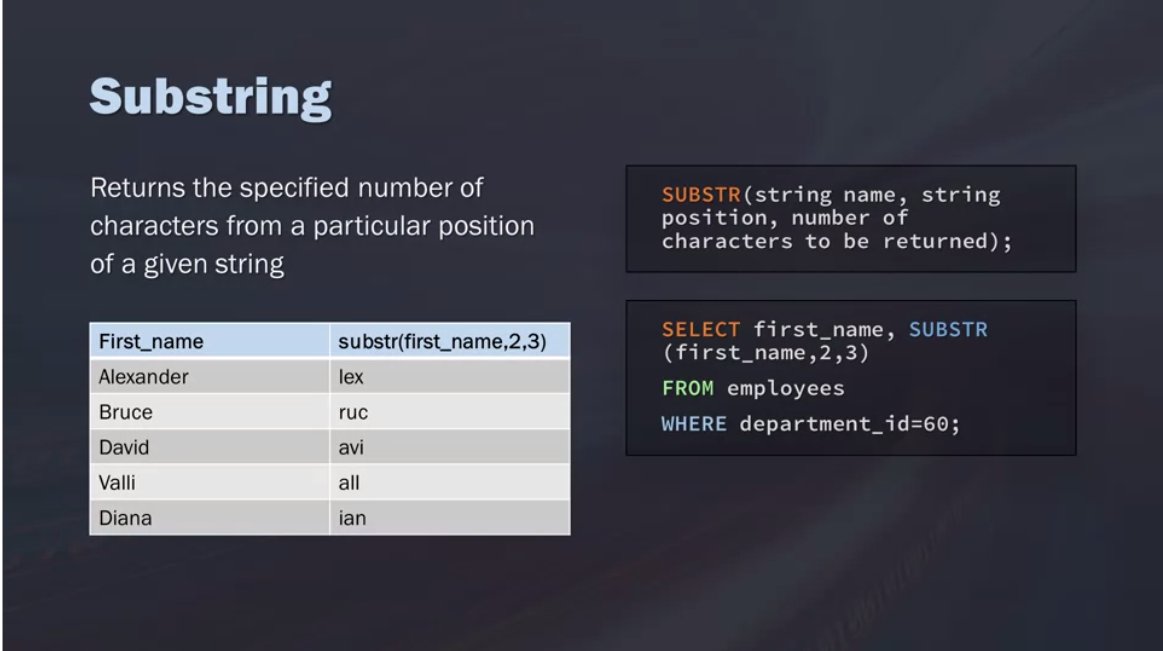 Substring
Returns the specified number of
characters from a particular position
of a given string
First_name substr(first_name,2,3)
Alexander lex
Bruce ruc
David avi
Valli all
Diana ian
SUBSTR(string name, string
position, number of
characters to be returned);
SELECT first_name, SUBSTR
(first_name,2,3)
FROM employees
WHERE department_id=60;